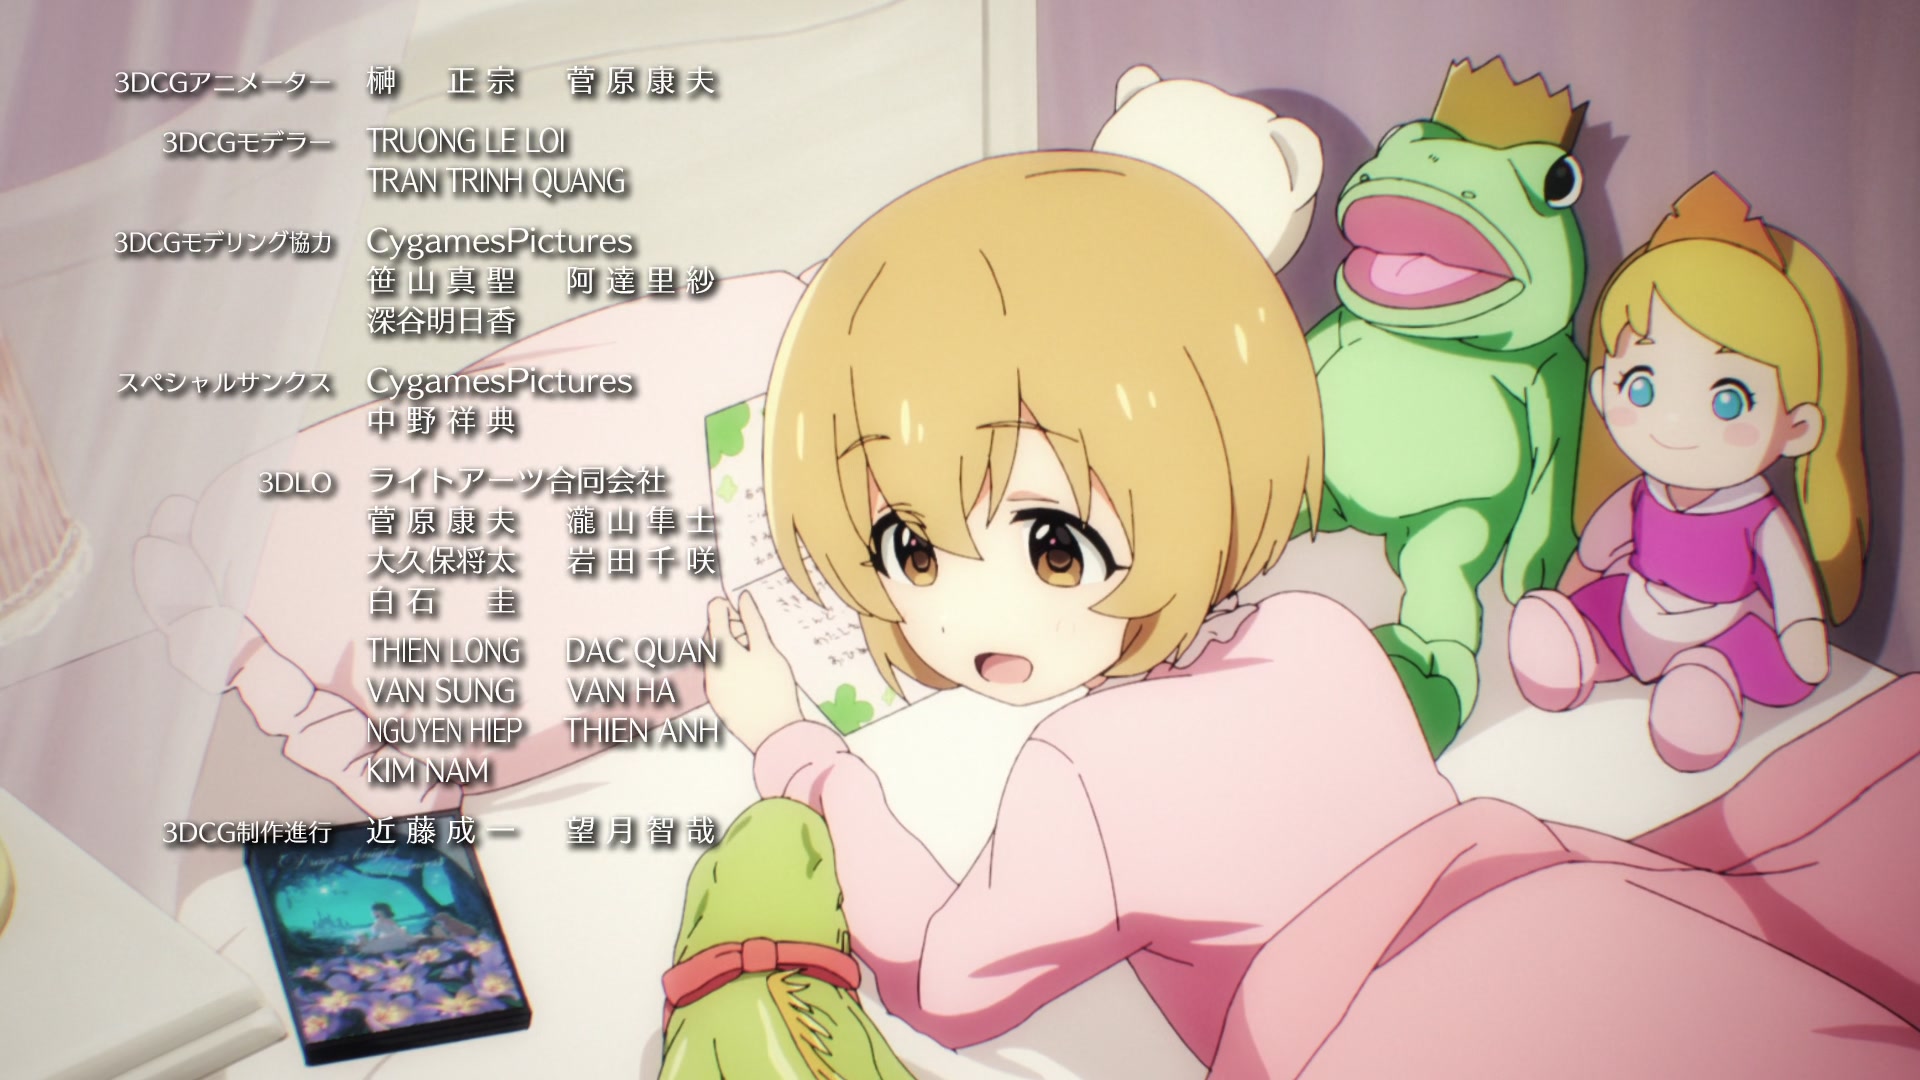 3DCGアニメーター 榊 正宗 菅原康夫
3DCGモデラー TRUONG LE LOI
TRAN TRINH QUANG
3DCGモデリング協力 CygamesPictures
笹山真聖 阿達里紗
深谷明日香
スペシャルサンクス CygamesPictures
中野祥典
3DLO ライトアーツ合同会社
菅原康夫 瀧山隼士
大久保将太 岩田千咲
白石 圭
THIEN LONG DAC QUAN
VAN SUNG VAN HA
NGUYEN HIEP THIEN ANH
KIM NAM
3DCG制作進行 近藤成一 望月智哉